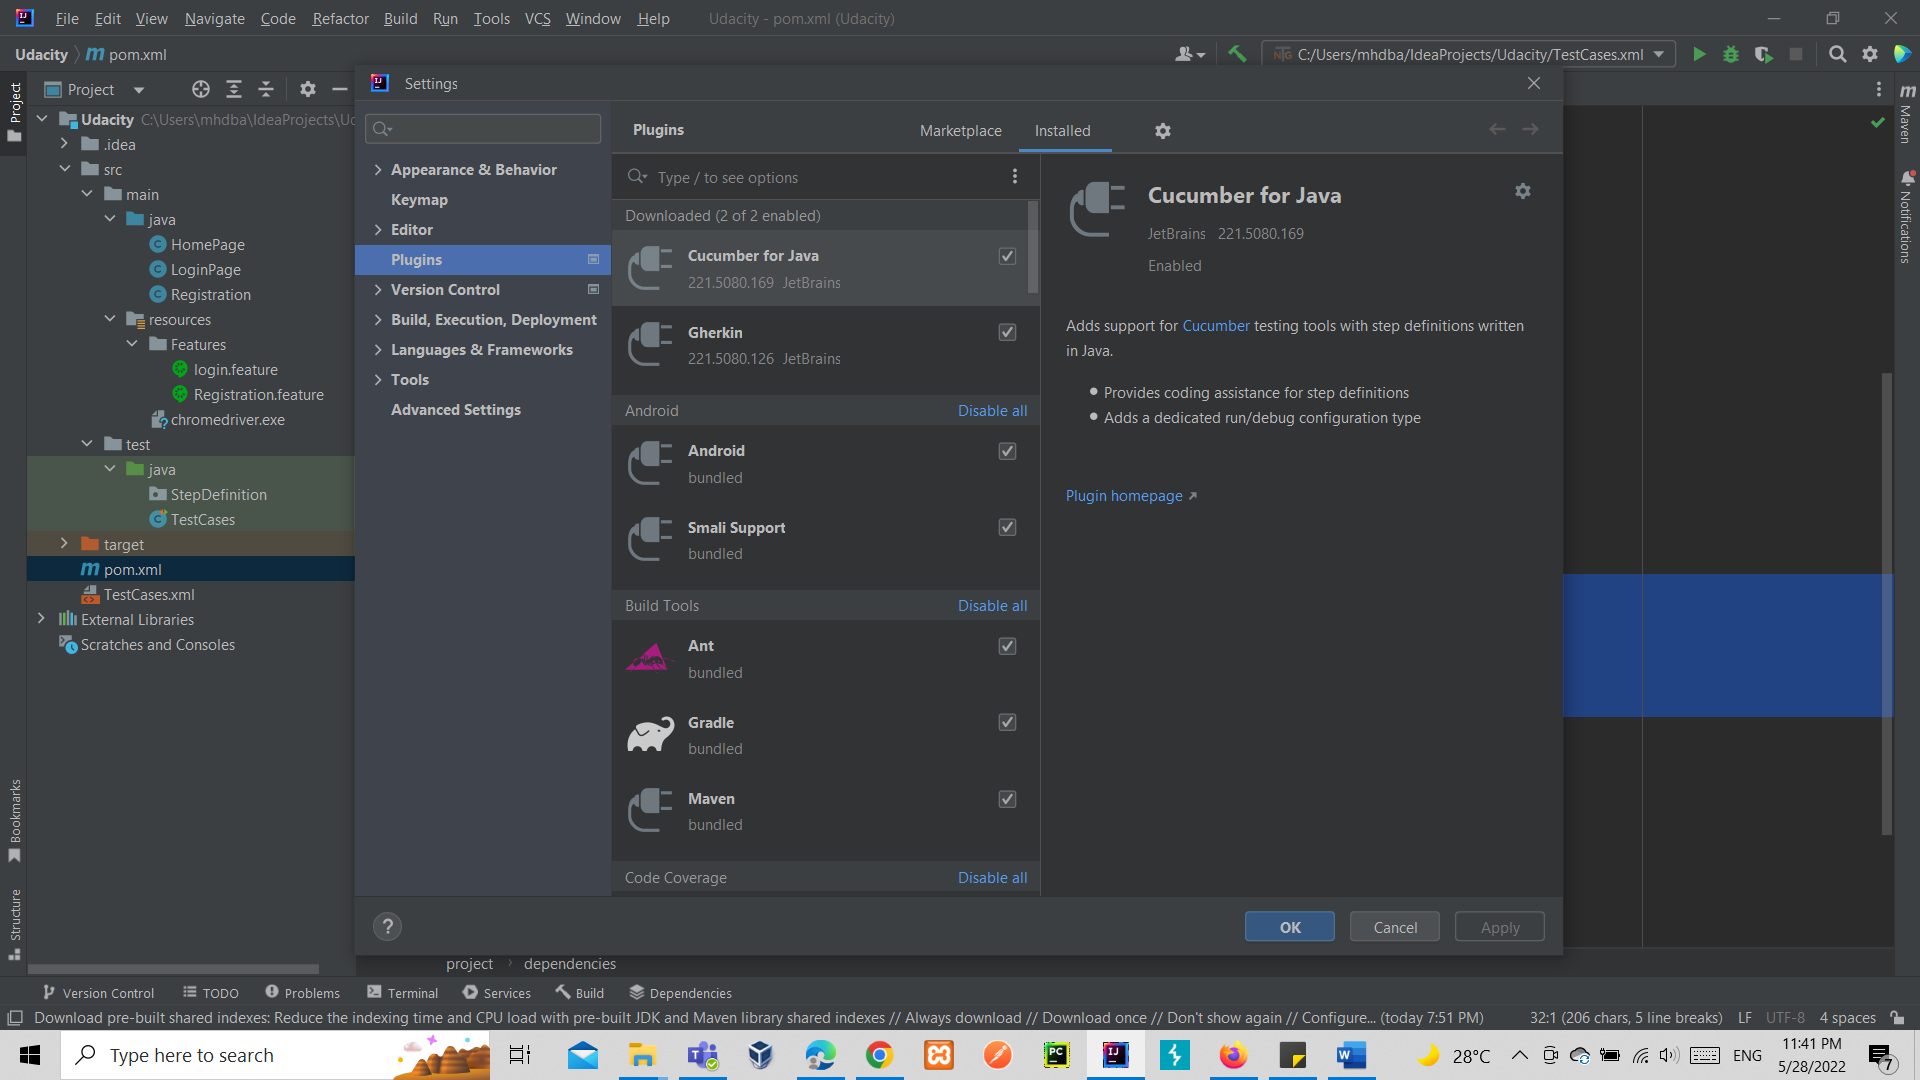 File Edit View Navigate Code Refactor Build Run Tools VCS Window Help Udacity - pom.xml (Udacity)
Udacity m pom.xml C:/Users/mhdba/IdeaProjects/Udacity/TestCases.xml
Project
Project
Udacity C:\Users\mhdba\IdeaProjects\Uc
.idea
src
main
java
HomePage
LoginPage
Registration
resources
Features
login.feature
Registration.feature
chromedriver.exe
test
java
StepDefinition
TestCases
target
m pom.xml
TestCases.xml
External Libraries
Scratches and Consoles
Bookmarks
Structure
Settings
Appearance & Behavior
Keymap
Editor
Plugins
Version Control
Build, Execution, Deployment
Languages & Frameworks
Tools
Advanced Settings
Plugins Marketplace Installed
Type / to see options
Downloaded (2 of 2 enabled)
Cucumber for Java
221.5080.169 JetBrains
Gherkin
221.5080.126 JetBrains
Android Disable all
Android
bundled
Smali Support
bundled
Build Tools Disable all
Ant
bundled
Gradle
bundled
Maven
bundled
Code Coverage Disable all
Cucumber for Java
JetBrains 221.5080.169
Enabled
Adds support for Cucumber testing tools with step definitions written
in Java.
Provides coding assistance for step definitions
Adds a dedicated run/debug configuration type
Plugin homepage
? OK Cancel Apply
m Maven
Notifications
project dependencies
Version Control TODO Problems Terminal Services Build Dependencies
Download pre-built shared indexes: Reduce the indexing time and CPU load with pre-built JDK and Maven library shared indexes // Always download // Download once // Don't show again // Configure... (today 7:51 PM) 32:1 (206 chars, 5 line breaks) LF UTF-8 4 spaces
Type here to search 28°C ENG 11:41 PM
5/28/2022 7